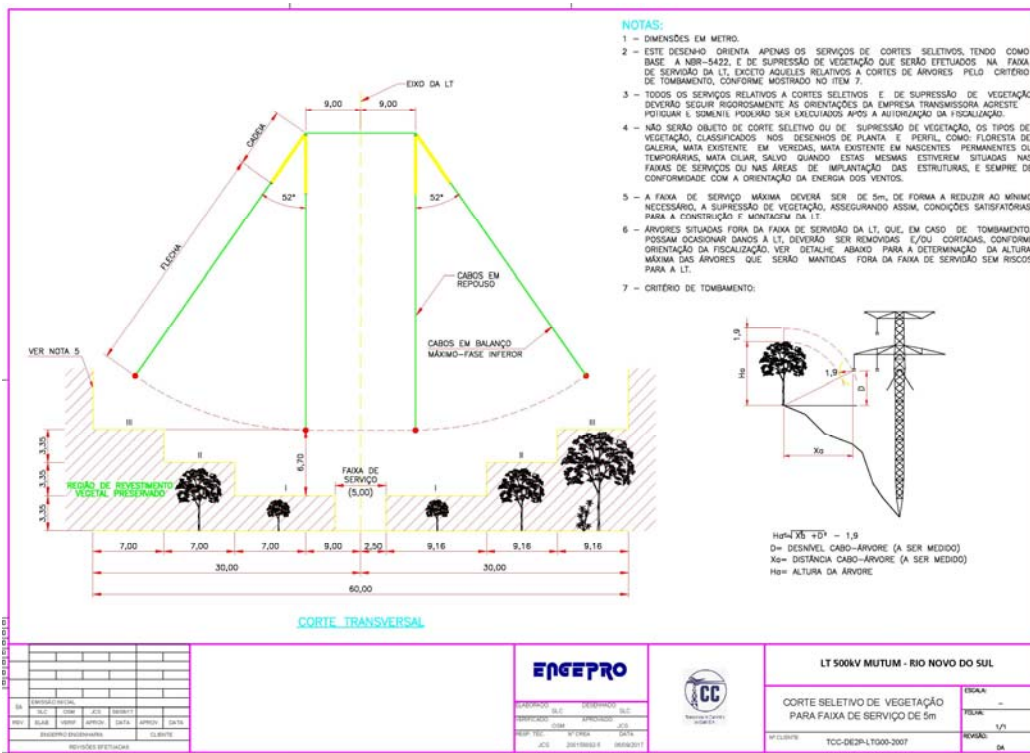 NOTAS:
1 – DIMENSÕES EM METRO.
2 – ESTE DESENHO ORIENTA APENAS OS SERVIÇOS DE CORTES SELETIVOS, TENDO COMO
BASE A NBR–5422, E DE SUPRESSÃO DE VEGETAÇÃO QUE SERÃO EFETUADOS NA FAIXA
DE SERVIDÃO DA LT, EXCETO AQUELES RELATIVOS A CORTES DE ÁRVORES PELO CRITÉRIO
DE TOMBAMENTO, CONFORME MOSTRADO NO ITEM 7.
3 – TODOS OS SERVIÇOS RELATIVOS A CORTES SELETIVOS E DE SUPRESSÃO DE VEGETAÇÃO
DEVERÃO SEGUIR RIGOROSAMENTE ÀS ORIENTAÇÕES DA EMPRESA TRANSMISSORA AGRESTE
POTIGUAR E SOMENTE PODERÃO SER EXECUTADOS APÓS A AUTORIZAÇÃO DA FISCALIZAÇÃO.
4 – NÃO SERÃO OBJETO DE CORTE SELETIVO OU DE SUPRESSÃO DE VEGETAÇÃO, OS TIPOS DE
VEGETAÇÃO, CLASSIFICADOS NOS DESENHOS DE PLANTA E PERFIL, COMO: FLORESTA DE
GALERIA, MATA EXISTENTE EM VEREDAS, MATA EXISTENTE EM NASCENTES PERMANENTES OU
TEMPORÁRIAS, MATA CILIAR, SALVO QUANDO ESTAS MESMAS ESTIVEREM SITUADAS NAS
FAIXAS DE SERVIÇOS OU NAS ÁREAS DE IMPLANTAÇÃO DAS ESTRUTURAS, E SEMPRE DE
CONFORMIDADE COM A ORIENTAÇÃO DA ENERGIA DOS VENTOS.
5 – A FAIXA DE SERVIÇO MÁXIMA DEVERÁ SER DE 5m, DE FORMA A REDUZIR AO MÍNIMO
NECESSÁRIO, A SUPRESSÃO DE VEGETAÇÃO, ASSEGURANDO ASSIM, CONDIÇÕES SATISFATÓRIAS
PARA A CONSTRUÇÃO E MONTAGEM DA LT.
6 – ÁRVORES SITUADAS FORA DA FAIXA DE SERVIDÃO DA LT, QUE, EM CASO DE TOMBAMENTO
POSSAM OCASIONAR DANOS À LT, DEVERÃO SER REMOVIDAS E/OU CORTADAS, CONFORME
ORIENTAÇÃO DA FISCALIZAÇÃO. VER DETALHE ABAIXO PARA A DETERMINAÇÃO DA ALTURA
MÁXIMA DAS ÁRVORES QUE SERÃO MANTIDAS FORA DA FAIXA DE SERVIDÃO SEM RISCOS
PARA A LT.
7 – CRITÉRIO DE TOMBAMENTO:
EIXO DA LT
9,00 9,00
CADEIA
52° 52°
FLECHA
CABOS EM
REPOUSO
CABOS EM BALANÇO
MÁXIMO–FASE INFEROR
VER NOTA 5
III III
II II
I I
3,35
3,35
3,35
6,70
REGIÃO DE REVESTIMENTO
VEGETAL PRESERVADO
FAIXA DE
SERVIÇO
(5,00)
7,00 7,00 7,00 9,00 2,50 9,16 9,16 9,16
30,00 30,00
60,00
CORTE TRANSVERSAL
1,9
Ha
1,9
D
Xa
– 1,9
D= DESNÍVEL CABO–ÁRVORE (A SER MEDIDO)
Xa= DISTÂNCIA CABO–ÁRVORE (A SER MEDIDO)
Ha= ALTURA DA ÁRVORE
0A EMISSÃO INICIAL
GLC OSM JCS
REV. ELAB. VERIF. APROV. DATA APROV. DATA
ENGEPRO ENGENHARIA CLIENTE
REVISÕES EFETUADAS
ENGEPRO
ELABORADO GLC DESENHADO GLC
VERIFICADO OSM APROVADO JCS
RESP. TEC. JCS Nº CREA DATA
CC
LT 500kV MUTUM - RIO NOVO DO SUL
CORTE SELETIVO DE VEGETAÇÃO
PARA FAIXA DE SERVIÇO DE 5m
ESCALA:
–
FOLHA:
1/1
Nº CLIENTE
TCC-DE2P-LTG00-2007
REVISÃO:
0A